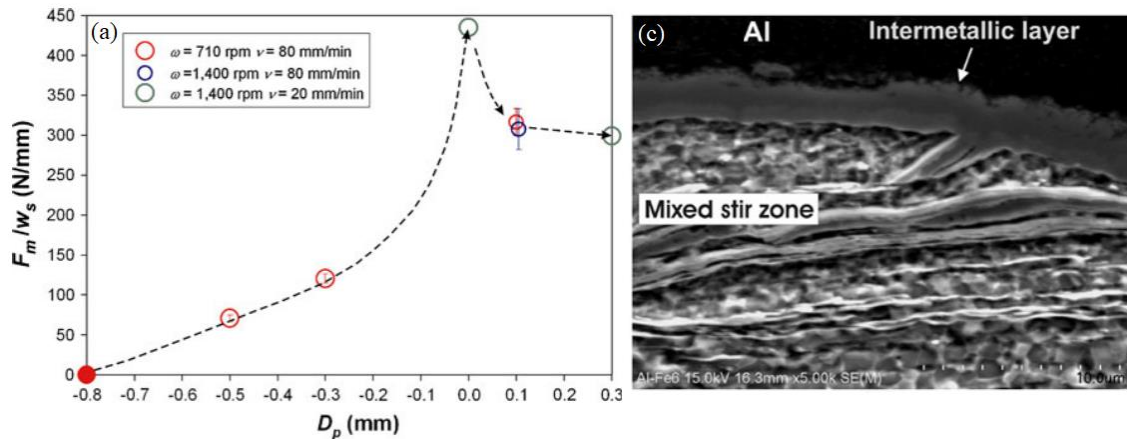 (a)
ω = 710 rpm ν = 80 mm/min
ω =1,400 rpm ν = 80 mm/min
ω = 1,400 rpm ν = 20 mm/min
450
400
350
300
250
200
150
100
50
0
F_m/w_s (N/mm)
-0.8 -0.7 -0.6 -0.5 -0.4 -0.3 -0.2 -0.1 0.0 0.1 0.2 0.3
D_p (mm)
(c)
Al
Intermetallic layer
Mixed stir zone
Al-Fe6 15.0kV 16.3mm x5.00k SE(M)
10.0um